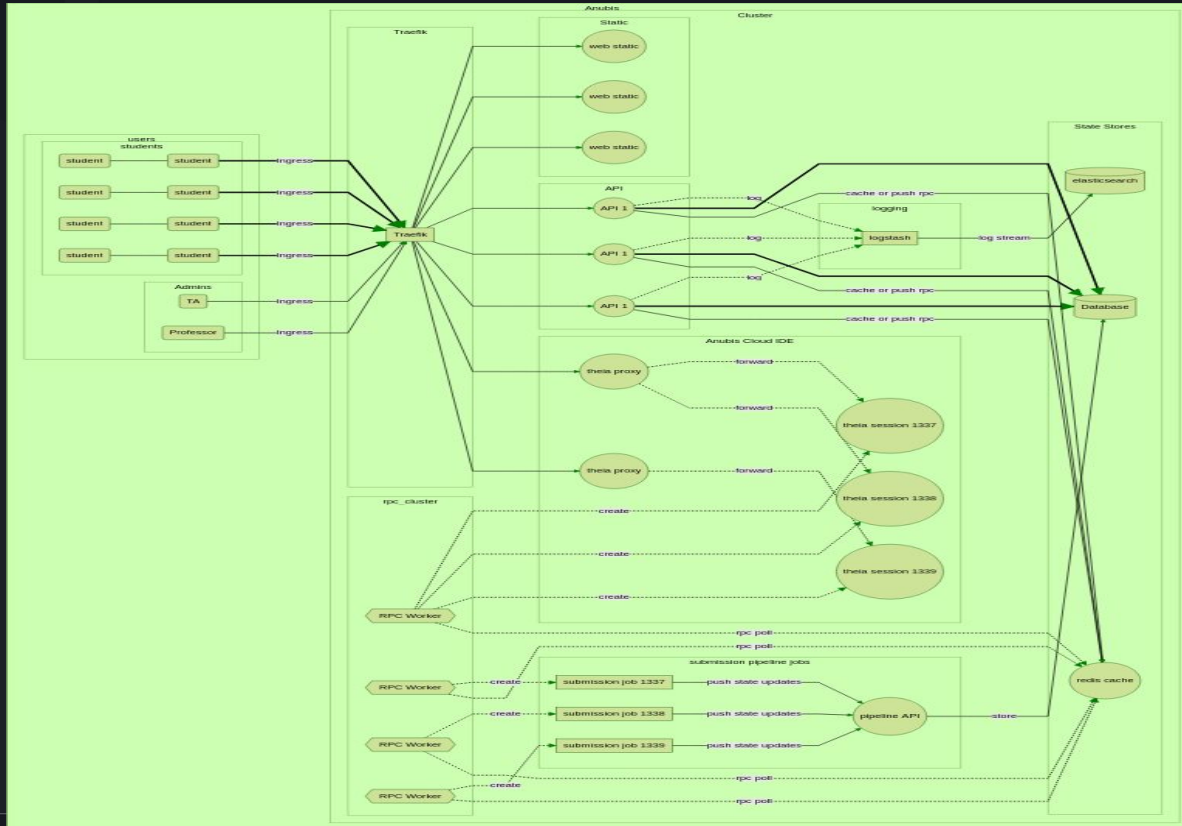 Anubis
Cluster
Traefik
Static
web static
web static
web static
State Stores
users
students
student
student
ingress
student
student
ingress
student
student
ingress
student
student
ingress
Traefik
Admins
TA
ingress
Professor
ingress
API
API 1
API 1
API 1
log
log
log
cache or push rpc
cache or push rpc
cache or push rpc
logging
logstash
log stream
elasticsearch
Database
Anubis Cloud IDE
theia proxy
theia proxy
forward
forward
forward
theia session 1337
theia session 1338
theia session 1339
rpc_cluster
create
create
create
RPC Worker
rpc poll
rpc poll
submission pipeline jobs
RPC Worker
create
submission job 1337
push state updates
redis cache
create
submission job 1338
push state updates
pipeline API
store
RPC Worker
submission job 1339
push state updates
rpc poll
create
RPC Worker
rpc poll